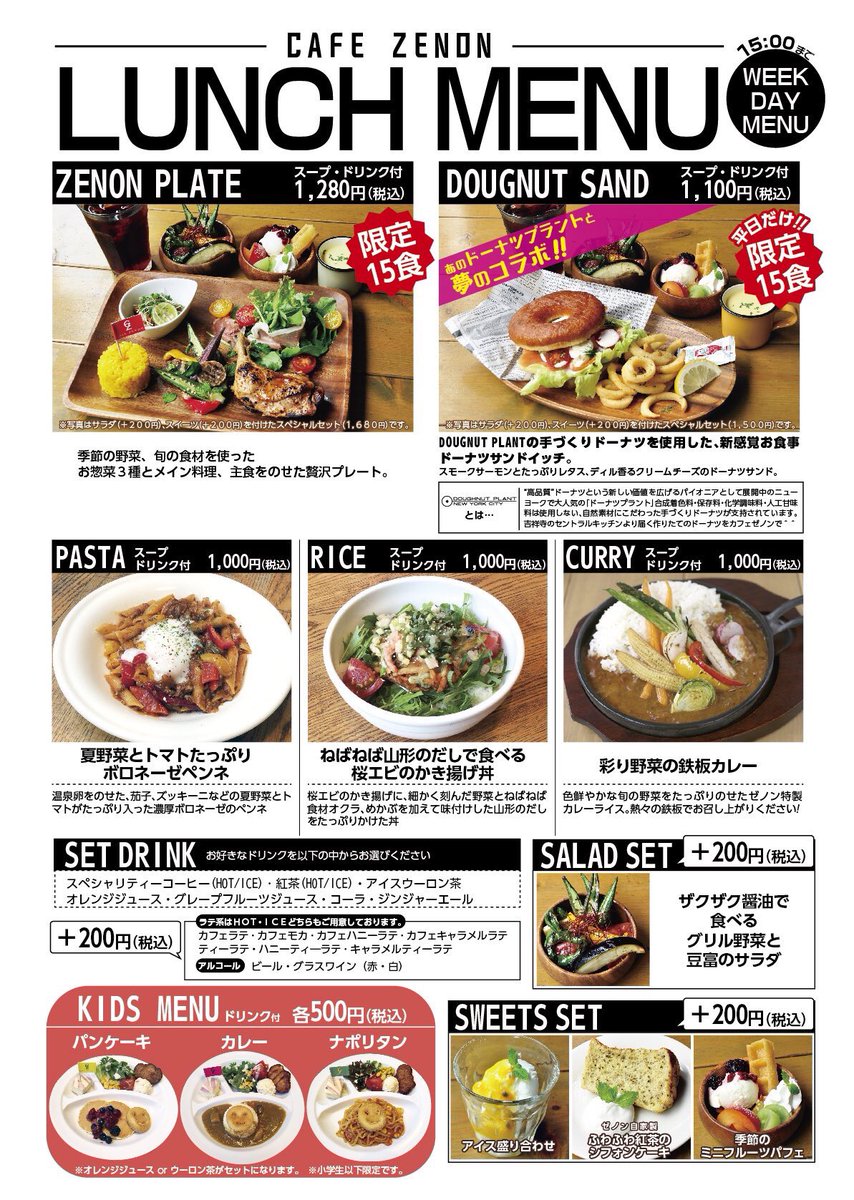 CAFE ZENON
LUNCH MENU
15:00まで
WEEK
DAY
MENU
ZENON PLATE
スープ・ドリンク付
1,280円(税込)
限定
15食
※写真はサラダ(+200円)、スイーツ(+200円)を付けたスペシャルセット(1,680円)です。
季節の野菜、旬の食材を使った
お惣菜3種とメイン料理、主食をのせた贅沢プレート。
DOUGNUT SAND
スープ・ドリンク付
1,100円(税込)
あのドーナツプラントと
夢のコラボ!!
平日だけ!!
限定
15食
※写真はサラダ(+200円)、スイーツ(+200円)を付けたスペシャルセット(1,500円)です。
DOUGNUT PLANTの手づくりドーナツを使用した、新感覚お食事
ドーナツサンドイッチ。
スモークサーモンとたっぷりレタス、ディル香るクリームチーズのドーナツサンド。
DOUGHNUT PLANT
NEW YORK CITY
とは…
"高品質"ドーナツという新しい価値を広げるパイオニアとして展開中のニュー
ヨークで大人気の「ドーナツプラント」合成着色料・保存料・化学調味料・人工甘味
料は使用しない、自然素材にこだわった手づくりドーナツが支持されています。
吉祥寺のセントラルキッチンより届く作りたてのドーナツをカフェゼノンで^^
PASTA
スープ
ドリンク付
1,000円(税込)
夏野菜とトマトたっぷり
ボロネーゼペンネ
温泉卵をのせた、茄子、ズッキーニなどの夏野菜とト
マトがたっぷり入った濃厚ボロネーゼのペンネ
RICE
スープ
ドリンク付
1,000円(税込)
ねばねば山形のだしで食べる
桜エビのかき揚げ丼
桜エビのかき揚げに、細かく刻んだ野菜とねばねば
食材オクラ、めかぶを加えて味付けした山形のだし
をたっぷりかけた丼
CURRY
スープ
ドリンク付
1,000円(税込)
彩り野菜の鉄板カレー
色鮮やかな旬の野菜をたっぷりのせたゼノン特製
カレーライス。熱々の鉄板でお召し上がりください!
SET DRINK
お好きなドリンクを以下の中からお選びください
スペシャリティーコーヒー(HOT/ICE)・紅茶(HOT/ICE)・アイスウーロン茶
オレンジジュース・グレープフルーツジュース・コーラ・ジンジャーエール
+200円(税込)
ラテ系はHOT・ICEどちらもご用意しております。
カフェラテ・カフェモカ・カフェハニーラテ・カフェキャラメルラテ
ティーラテ・ハニーティーラテ・キャラメルティーラテ
アルコール
ビール・グラスワイン(赤・白)
SALAD SET
+200円(税込)
ザクザク醤油で
食べる
グリル野菜と
豆富のサラダ
KIDS MENU
ドリンク付
各500円(税込)
パンケーキ
カレー
ナポリタン
※オレンジジュース or ウーロン茶がセットになります。 ※小学生以下限定です。
SWEETS SET
+200円(税込)
アイス盛り合わせ
ゼノン自家製
ふわふわ紅茶の
シフォンケーキ
季節の
ミニフルーツパフェ